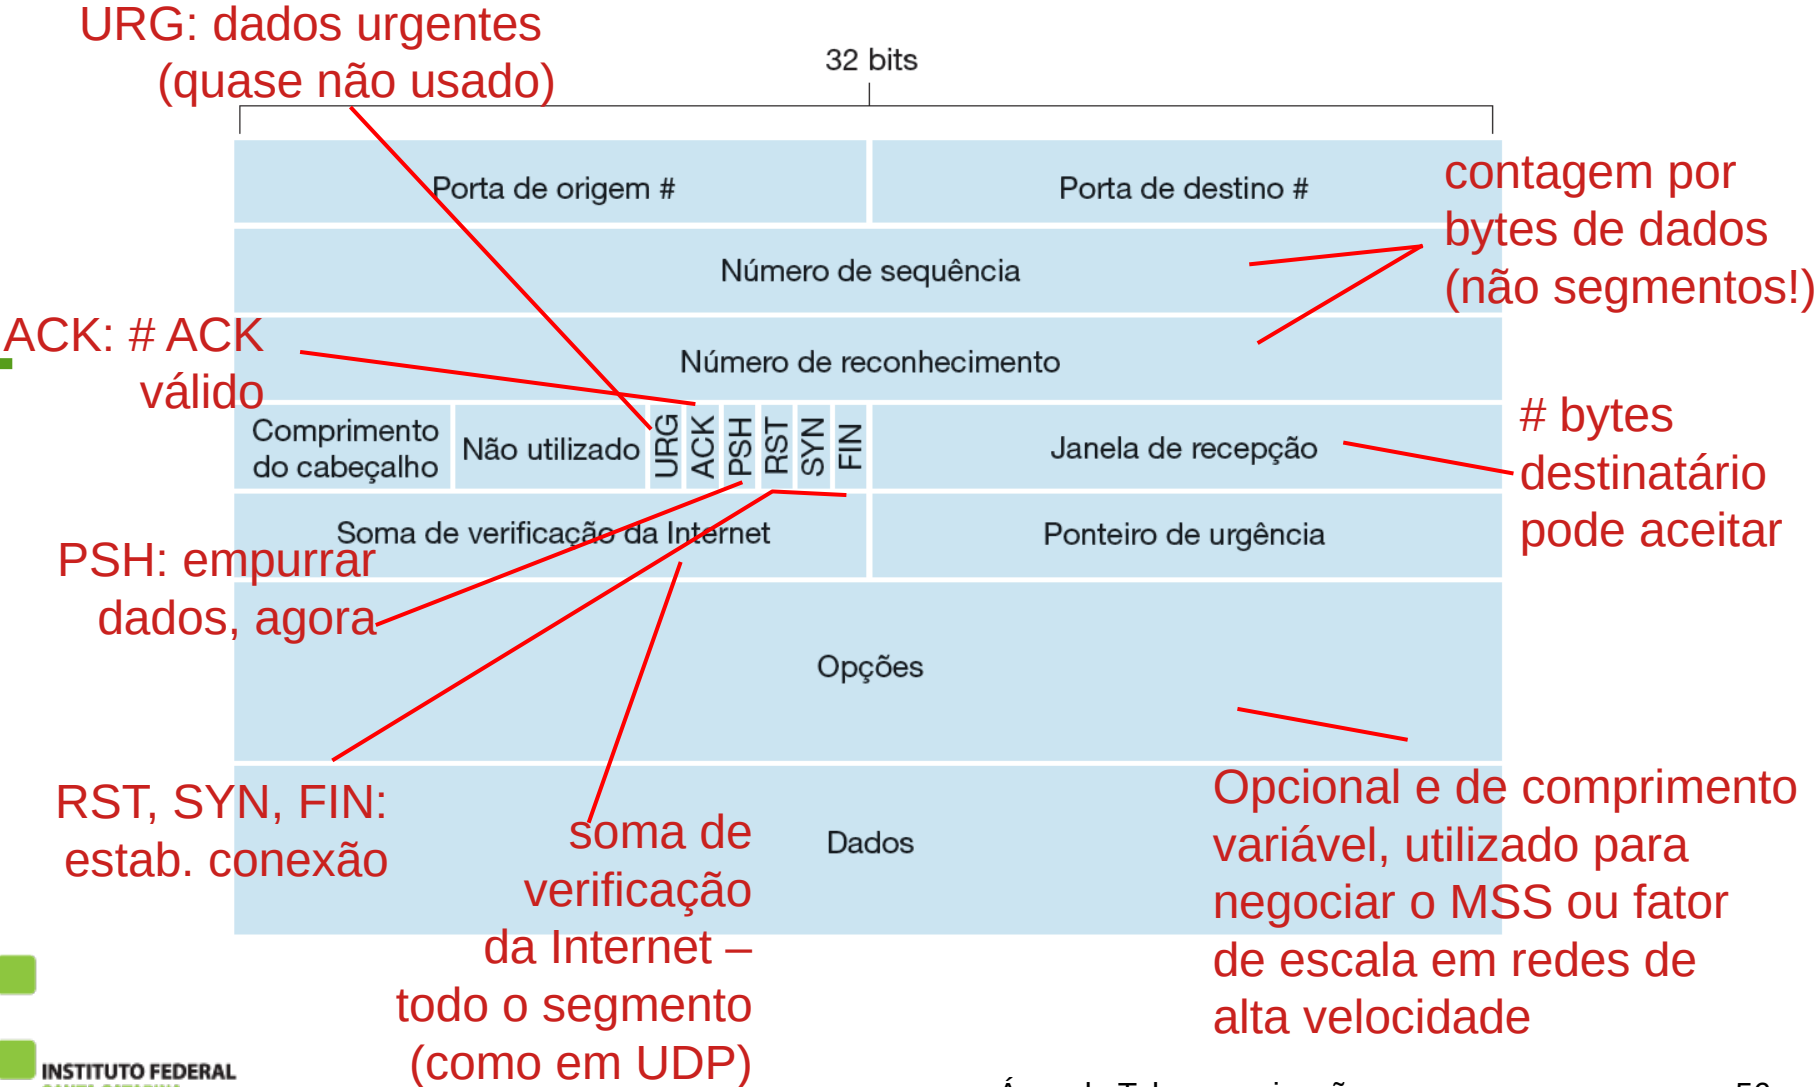 URG: dados urgentes
(quase não usado)
32 bits
Porta de origem #
Porta de destino #
contagem por
bytes de dados
(não segmentos!)
Número de sequência
ACK: # ACK
válido
Número de reconhecimento
Comprimento
do cabeçalho
Não utilizado
URG
ACK
PSH
RST
SYN
FIN
Janela de recepção
# bytes
destinatário
pode aceitar
Soma de verificação da Internet
Ponteiro de urgência
PSH: empurrar
dados, agora
Opções
RST, SYN, FIN:
estab. conexão
soma de
verificação
da Internet –
todo o segmento
(como em UDP)
Dados
Opcional e de comprimento
variável, utilizado para
negociar o MSS ou fator
de escala em redes de
alta velocidade
INSTITUTO FEDERAL